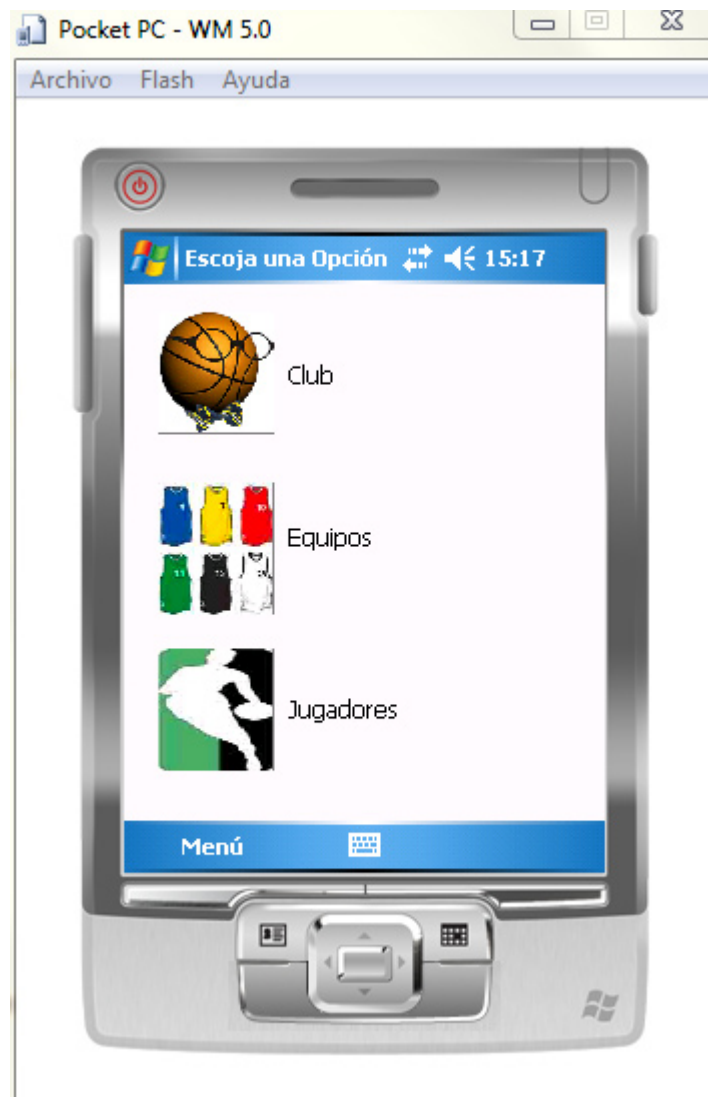 Pocket PC - WM 5.0
Archivo Flash Ayuda
Escoja una Opción 15:17
Club
Equipos
Jugadores
Menú